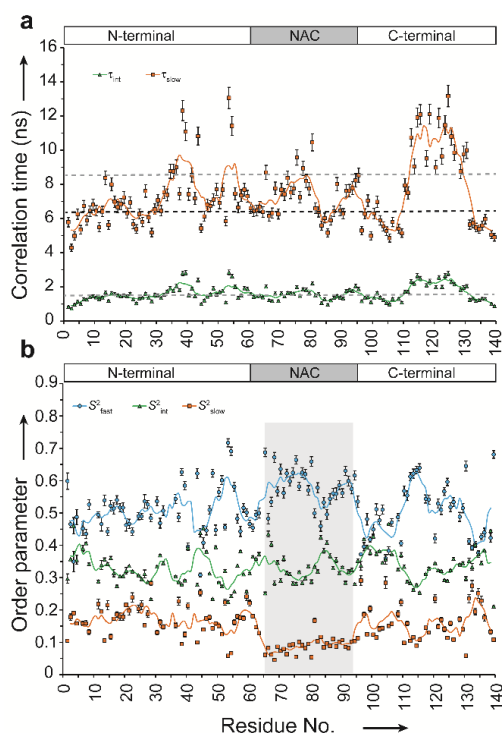 a
N-terminal NAC C-terminal
τint τslow
Correlation time (ns)
16
14
12
10
8
6
4
2
0
0 10 20 30 40 50 60 70 80 90 100 110 120 130 140
b
N-terminal NAC C-terminal
S²fast S²int S²slow
Order parameter
0.9
0.8
0.7
0.6
0.5
0.4
0.3
0.2
0.1
0
0 10 20 30 40 50 60 70 80 90 100 110 120 130 140
Residue No.